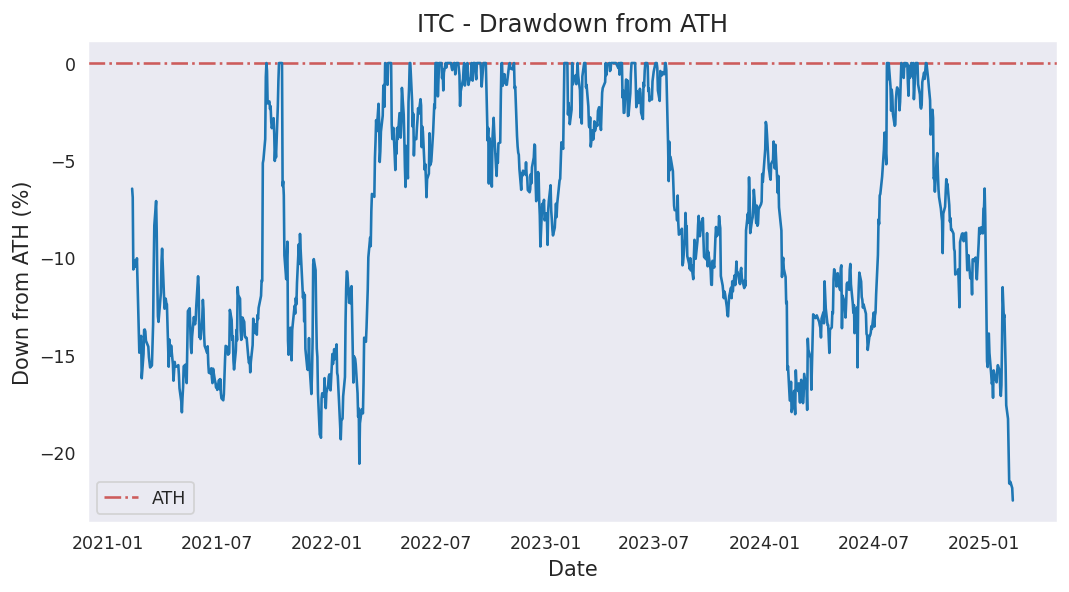 ITC - Drawdown from ATH
Down from ATH (%)
0
−5
−10
−15
−20
ATH
2021-01 2021-07 2022-01 2022-07 2023-01 2023-07 2024-01 2024-07 2025-01
Date